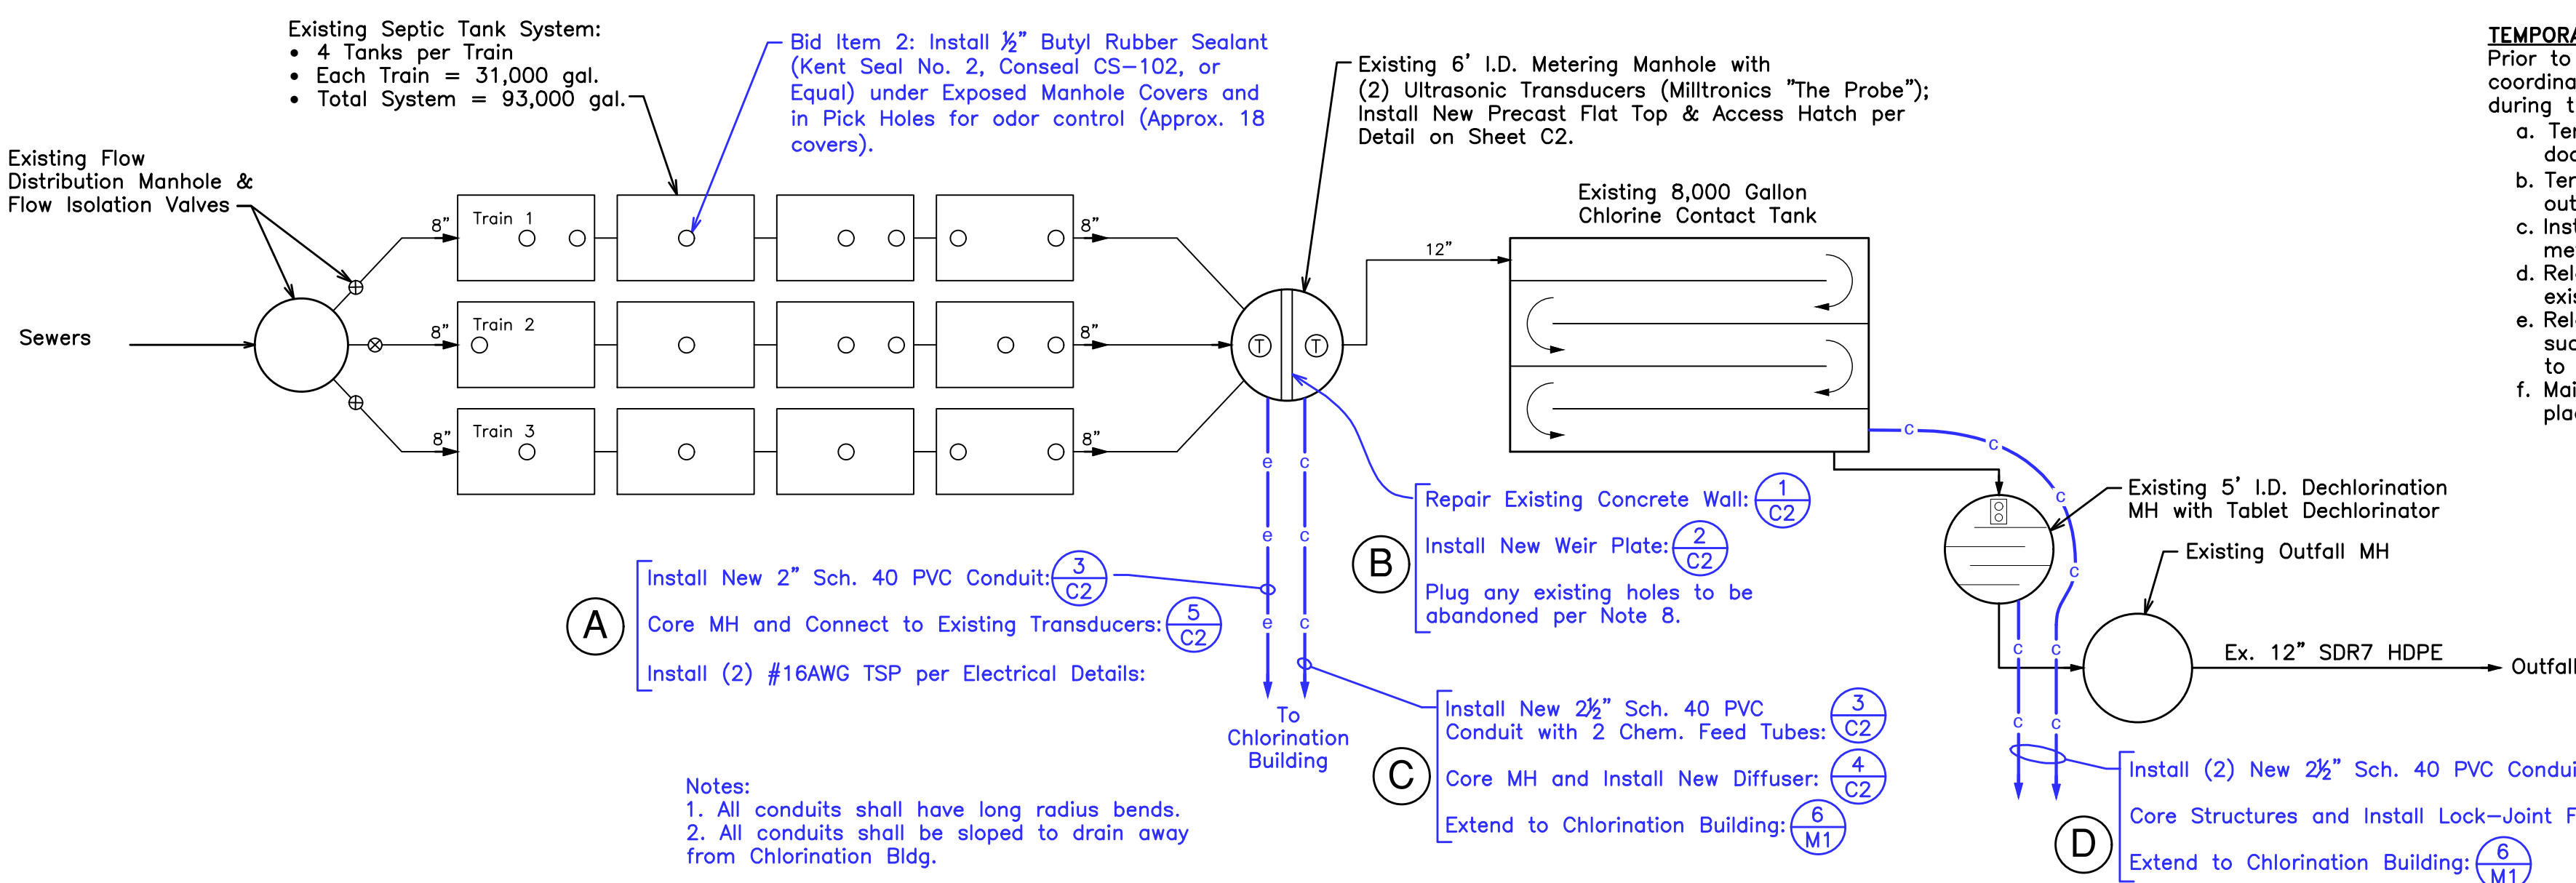 Existing Septic Tank System:
• 4 Tanks per Train
• Each Train = 31,000 gal.
• Total System = 93,000 gal.
Bid Item 2: Install ½" Butyl Rubber Sealant
(Kent Seal No. 2, Conseal CS-102, or
Equal) under Exposed Manhole Covers and
in Pick Holes for odor control (Approx. 18
covers).
Existing 6' I.D. Metering Manhole with
(2) Ultrasonic Transducers (Milltronics "The Probe");
Install New Precast Flat Top & Access Hatch per
Detail on Sheet C2.
Prior to
during
a.
b.
c.
d.
e.
to
f.
Existing Flow
Distribution Manhole &
Flow Isolation Valves
Existing 8,000 Gallon
Chlorine Contact Tank
Sewers
8"
Train 1
8"
8"
Train 2
8"
8"
Train 3
8"
T
T
12"
e
e
e
c
c
c
c
c
c
c
c
c
c
c
To
Chlorination
Building
A
Install New 2" Sch. 40 PVC Conduit:
3
C2
Core MH and Connect to Existing Transducers:
5
C2
Install (2) #16AWG TSP per Electrical Details:
B
Repair Existing Concrete Wall:
1
C2
Install New Weir Plate:
2
C2
Plug any existing holes to be
abandoned per Note 8.
Existing 5' I.D. Dechlorination
MH with Tablet Dechlorinator
Existing Outfall MH
Ex. 12" SDR7 HDPE
Outfall
C
Install New 2½" Sch. 40 PVC
Conduit with 2 Chem. Feed Tubes:
3
C2
Core MH and Install New Diffuser:
4
C2
Extend to Chlorination Building:
6
M1
D
Install (2) New 2½" Sch. 40 PVC
Core Structures and Install Lock-Joint
Extend to Chlorination Building:
6
M1
Notes:
1. All conduits shall have long radius bends.
2. All conduits shall be sloped to drain away
from Chlorination Bldg.